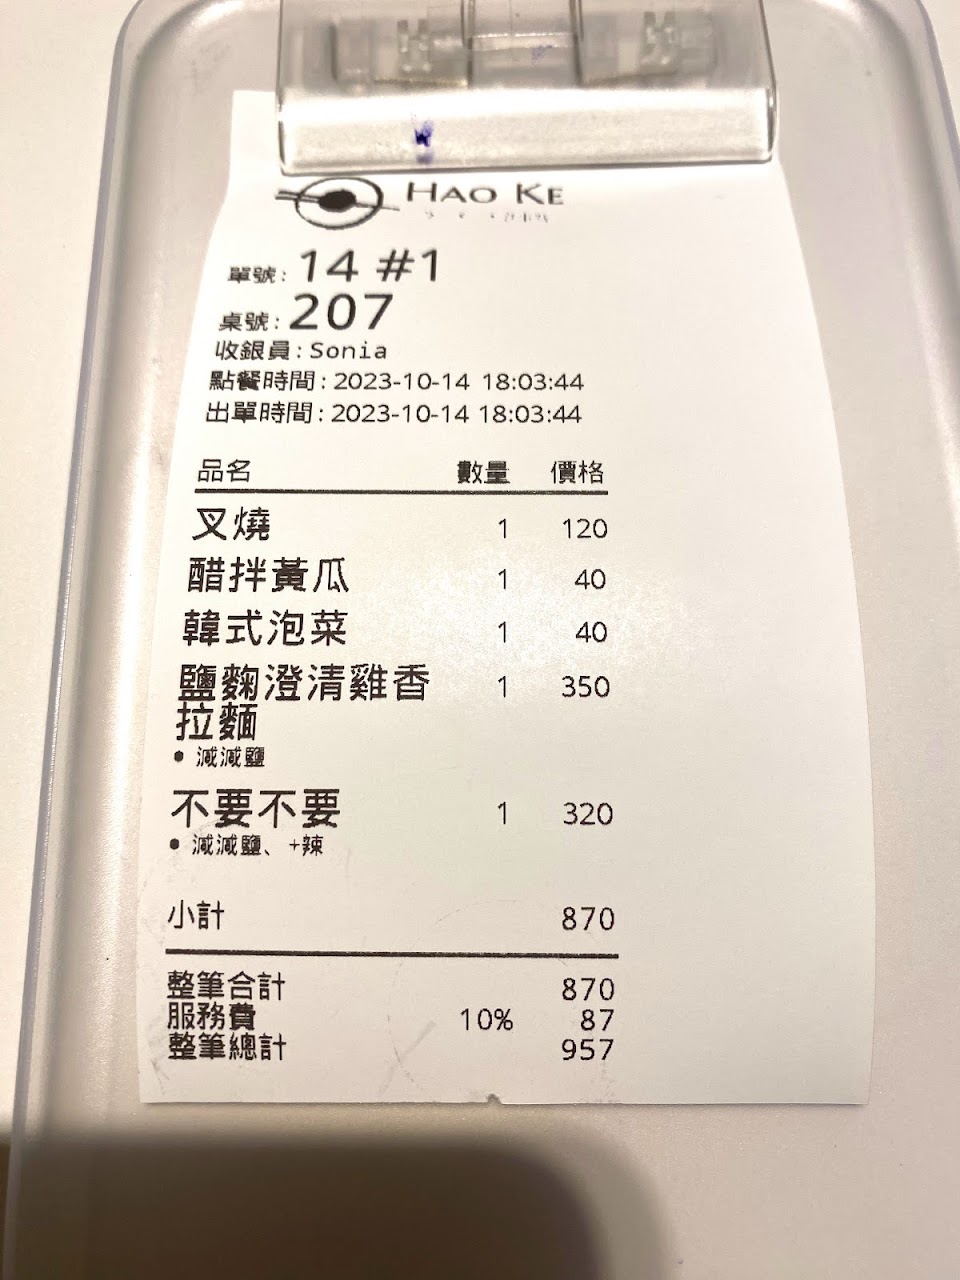 HAO KE
單號: 14 #1
桌號: 207
收銀員: Sonia
點餐時間: 2023-10-14 18:03:44
出單時間: 2023-10-14 18:03:44
品名 數量 價格
叉燒 1 120
醋拌黃瓜 1 40
韓式泡菜 1 40
鹽麴澄清雞香 1 350
拉麵
• 減減鹽
不要不要 1 320
• 減減鹽、+辣
小計 870
整筆合計 870
服務費 10% 87
整筆總計 957